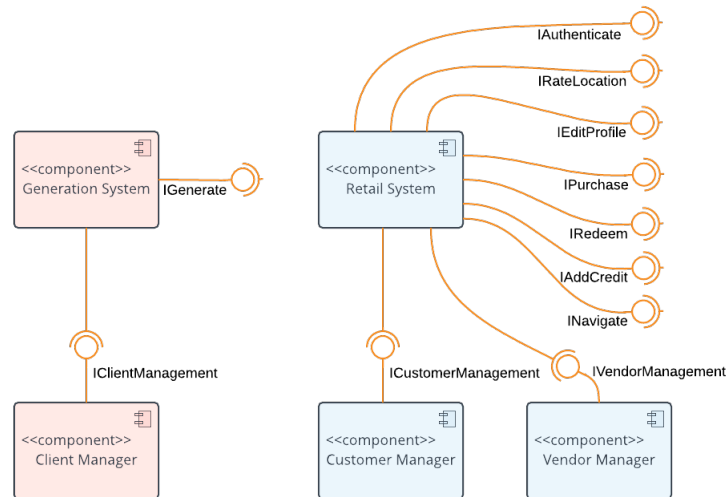 IAuthenticate
IRateLocation
IEditProfile
<<component>>
Generation System
IGenerate
<<component>>
Retail System
IPurchase
IRedeem
IAddCredit
INavigate
IClientManagement
ICustomerManagement
IVendorManagement
<<component>>
Client Manager
<<component>>
Customer Manager
<<component>>
Vendor Manager